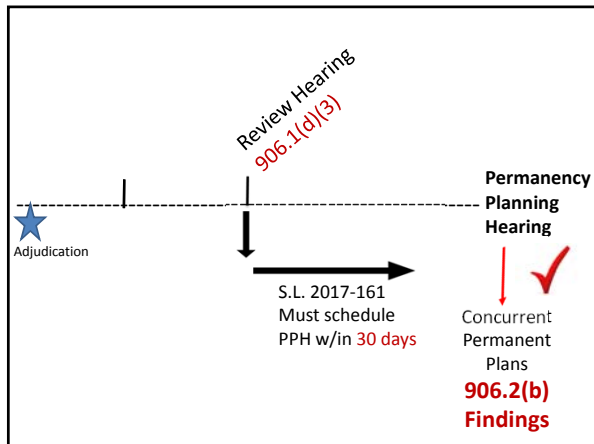 Review Hearing
906.1(d)(3)
Adjudication
Permancency
Planning
Hearing
S.L. 2017-161
Must schedule
PPH w/in 30 days
Concurrent
Permanent
Plans
906.2(b)
Findings